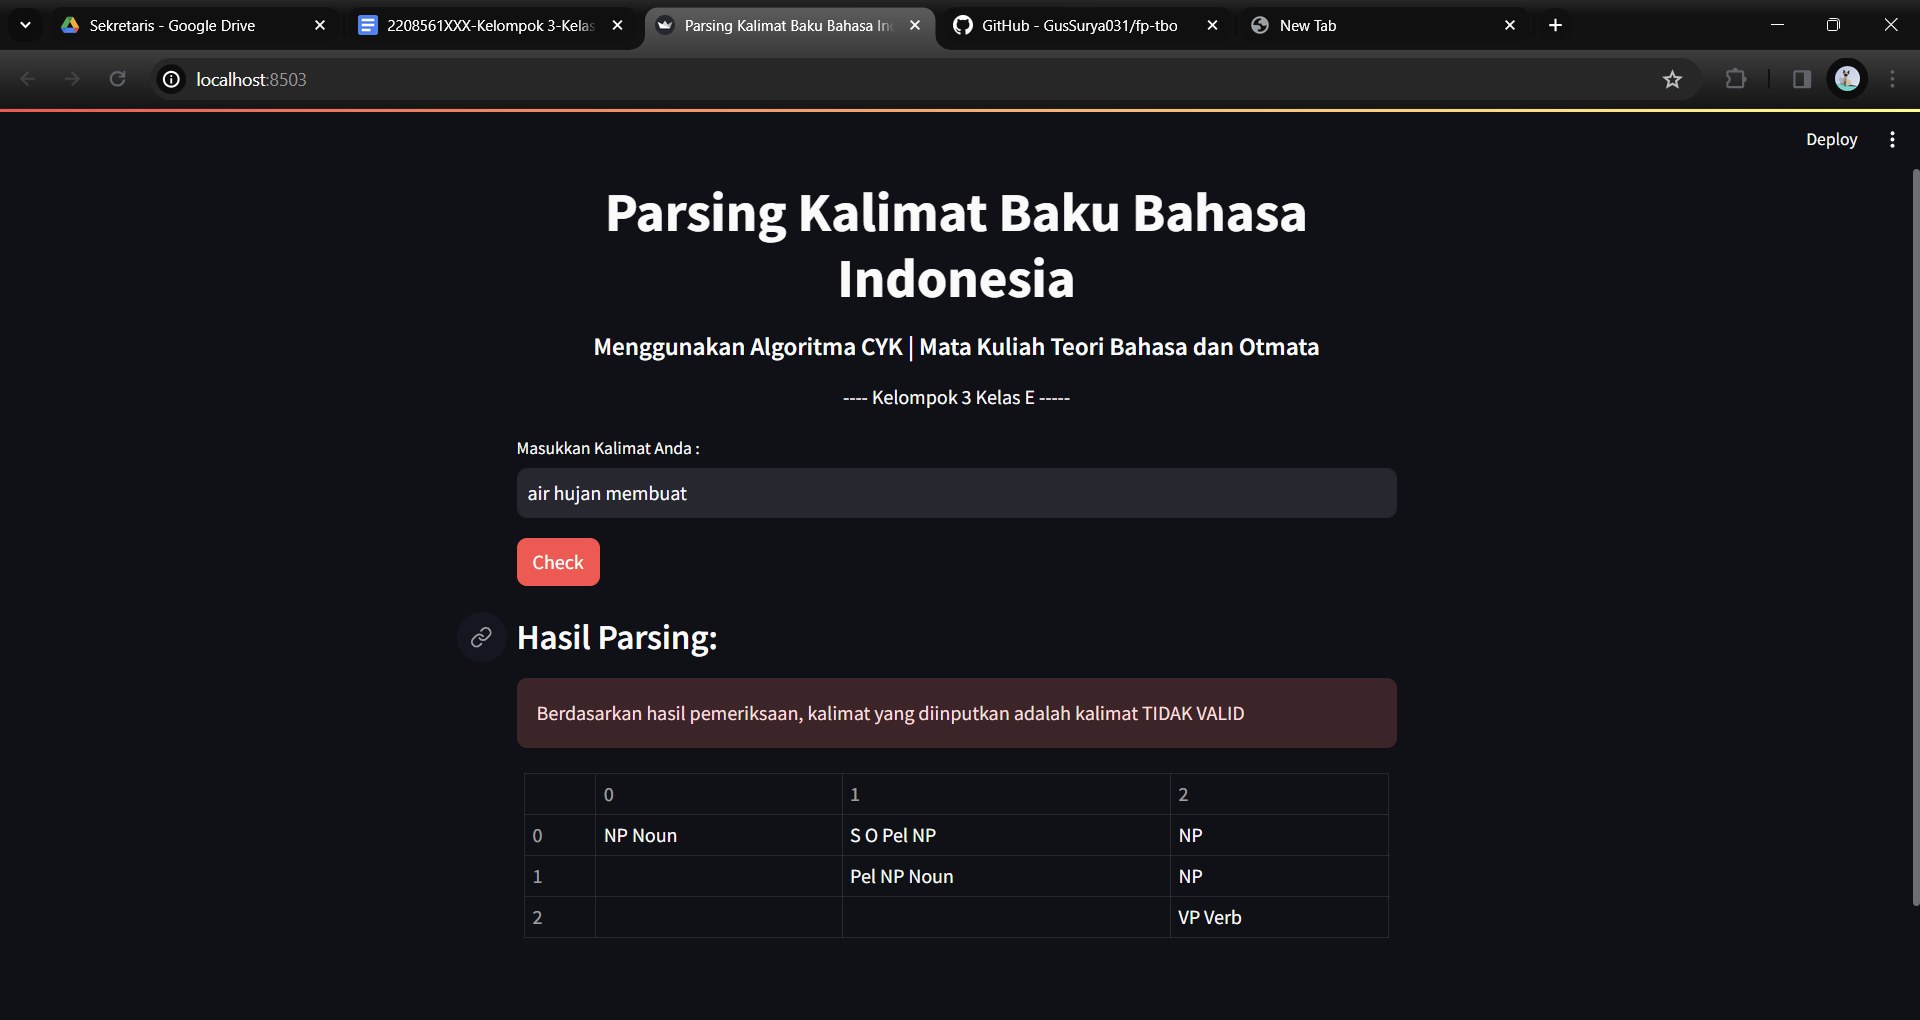 Sekretaris - Google Drive
2208561XXX-Kelompok 3-Kelas
Parsing Kalimat Baku Bahasa In
GitHub - GusSurya031/fp-tbo
New Tab
localhost:8503
Deploy
Parsing Kalimat Baku Bahasa
Indonesia
Menggunakan Algoritma CYK | Mata Kuliah Teori Bahasa dan Otmata
---- Kelompok 3 Kelas E -----
Masukkan Kalimat Anda :
air hujan membuat
Check
Hasil Parsing:
Berdasarkan hasil pemeriksaan, kalimat yang diinputkan adalah kalimat TIDAK VALID
0 1 2
0 NP Noun S O Pel NP NP
1 Pel NP Noun NP
2 VP Verb